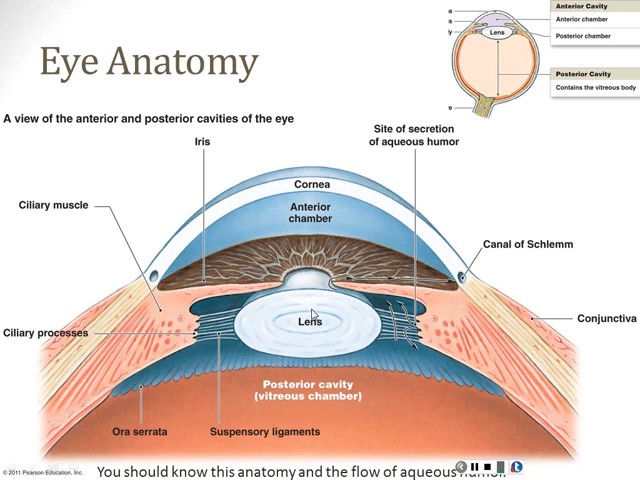 Eye Anatomy
Anterior Cavity
Anterior chamber
Posterior chamber
Lens
Posterior Cavity
Contains the vitreous body
A view of the anterior and posterior cavities of the eye
Iris
Site of secretion
of aqueous humor
Cornea
Ciliary muscle
Anterior
chamber
Canal of Schlemm
Conjunctiva
Lens
Ciliary processes
Posterior cavity
(vitreous chamber)
Ora serrata
Suspensory ligaments
© 2011 Pearson Education, Inc.
You should know this anatomy and the flow of aqueous